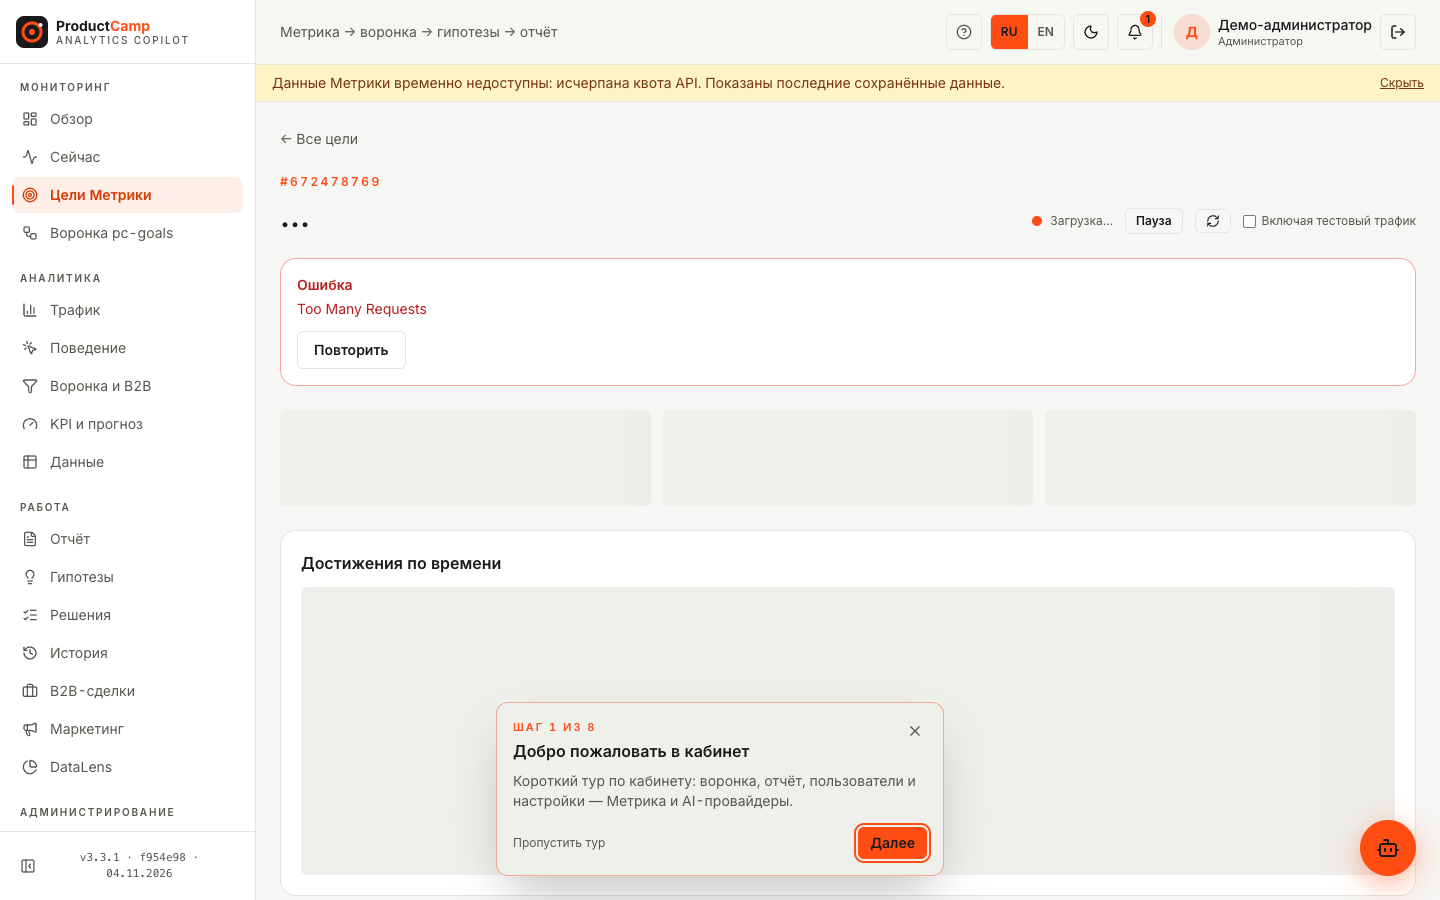 ProductCamp
ANALYTICS COPILOT
МОНИТОРИНГ
Обзор
Сейчас
Цели Метрики
Воронка pc-goals
АНАЛИТИКА
Трафик
Поведение
Воронка и B2B
KPI и прогноз
Данные
РАБОТА
Отчёт
Гипотезы
Решения
История
B2B-сделки
Маркетинг
DataLens
АДМИНИСТРИРОВАНИЕ
v3.3.1 · f954e98 ·
04.11.2026
Метрика → воронка → гипотезы → отчёт
RU
EN
1
Д
Демо-администратор
Администратор
Данные Метрики временно недоступны: исчерпана квота API. Показаны последние сохранённые данные.
Скрыть
← Все цели
#672478769
...
Загрузка...
Пауза
Включая тестовый трафик
Ошибка
Too Many Requests
Повторить
Достижения по времени
ШАГ 1 ИЗ 8
Добро пожаловать в кабинет
Короткий тур по кабинету: воронка, отчёт, пользователи и
настройки — Метрика и AI-провайдеры.
Пропустить тур
Далее